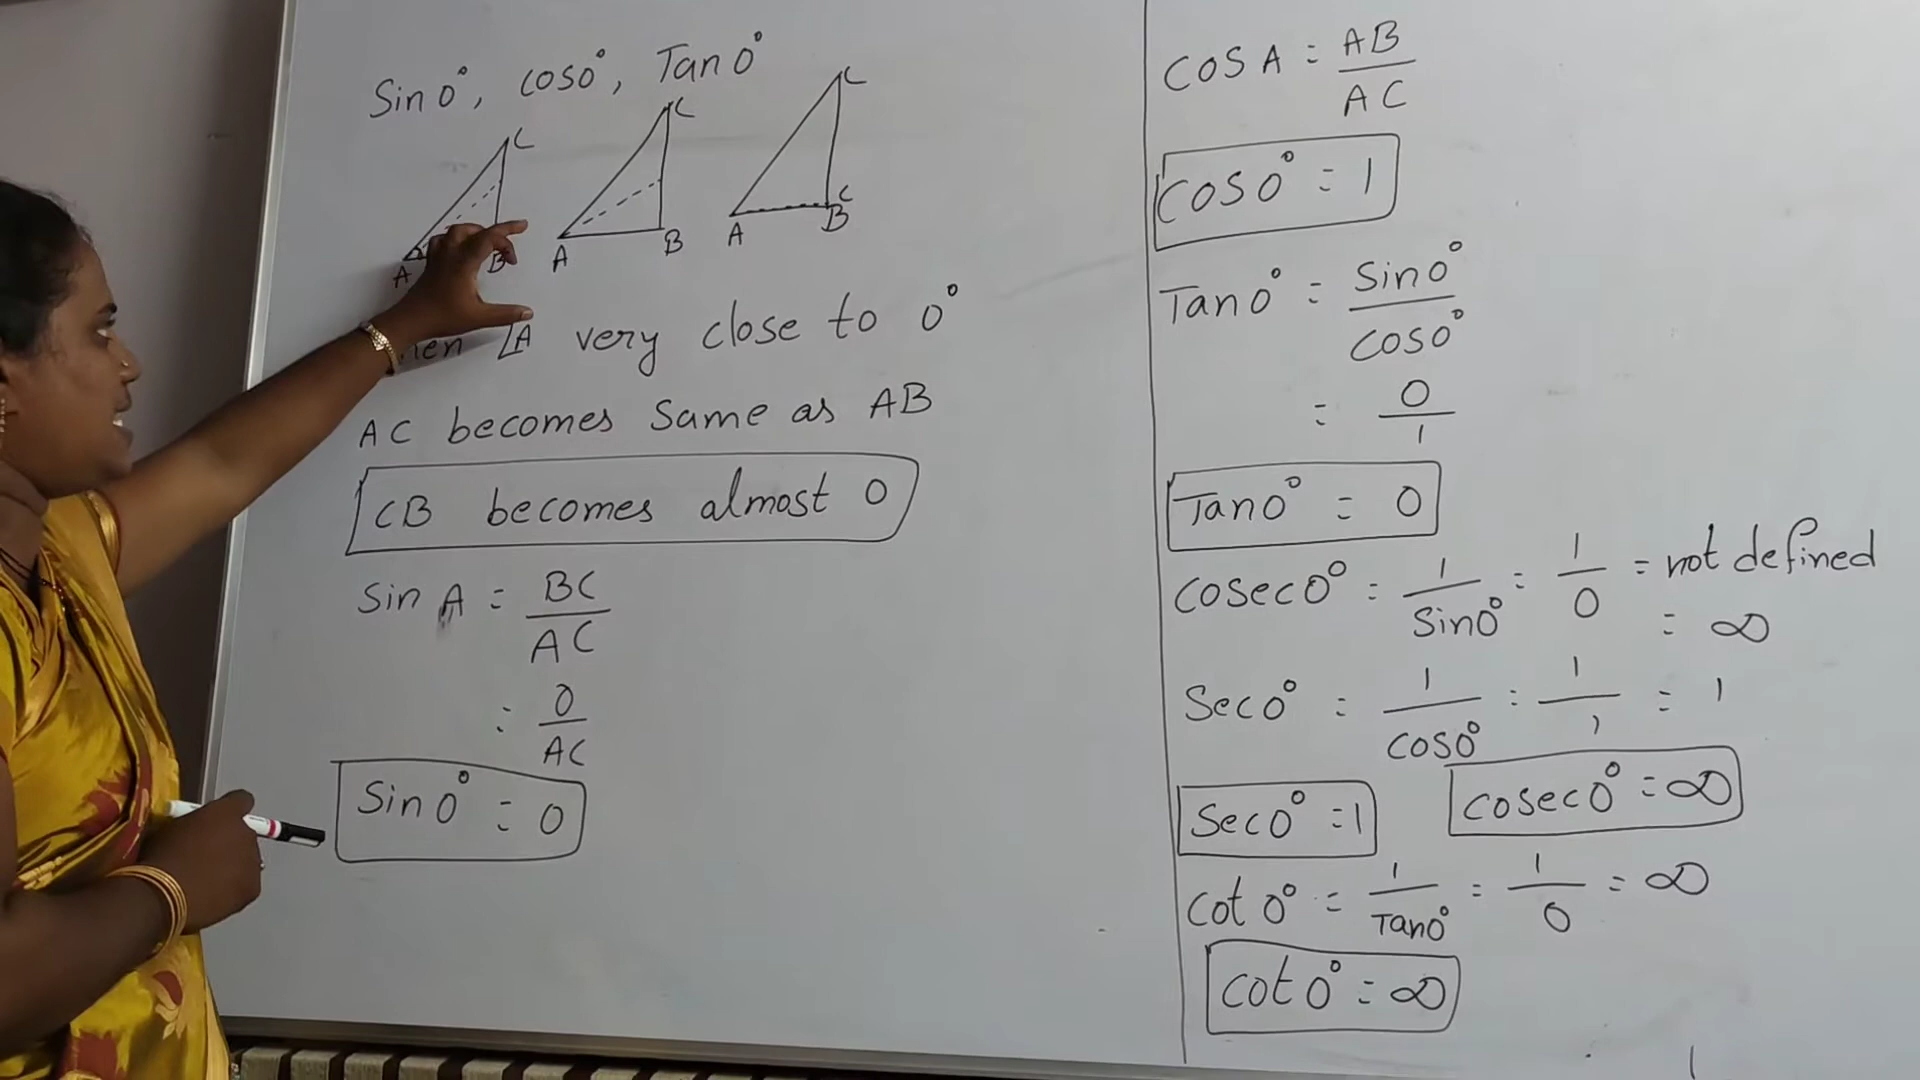 Sin 0°, cos 0°, Tan 0°
C C C
A B A B A B C
∠A very close to 0°
AC becomes Same as AB
CB becomes almost 0
Sin A = BC/AC
= 0/AC
Sin 0° = 0
COS A = AB/AC
COS 0° = 1
Tan 0° = Sin 0°/COS 0°
= 0/1
Tan 0° = 0
COSEC 0° = 1/Sin 0° = 1/0 = not defined
= ∞
Sec 0° = 1/COS 0° = 1/1 = 1
Sec 0° = 1
cosec 0° = ∞
cot 0° = 1/Tan 0° = 1/0 = ∞
cot 0° = ∞